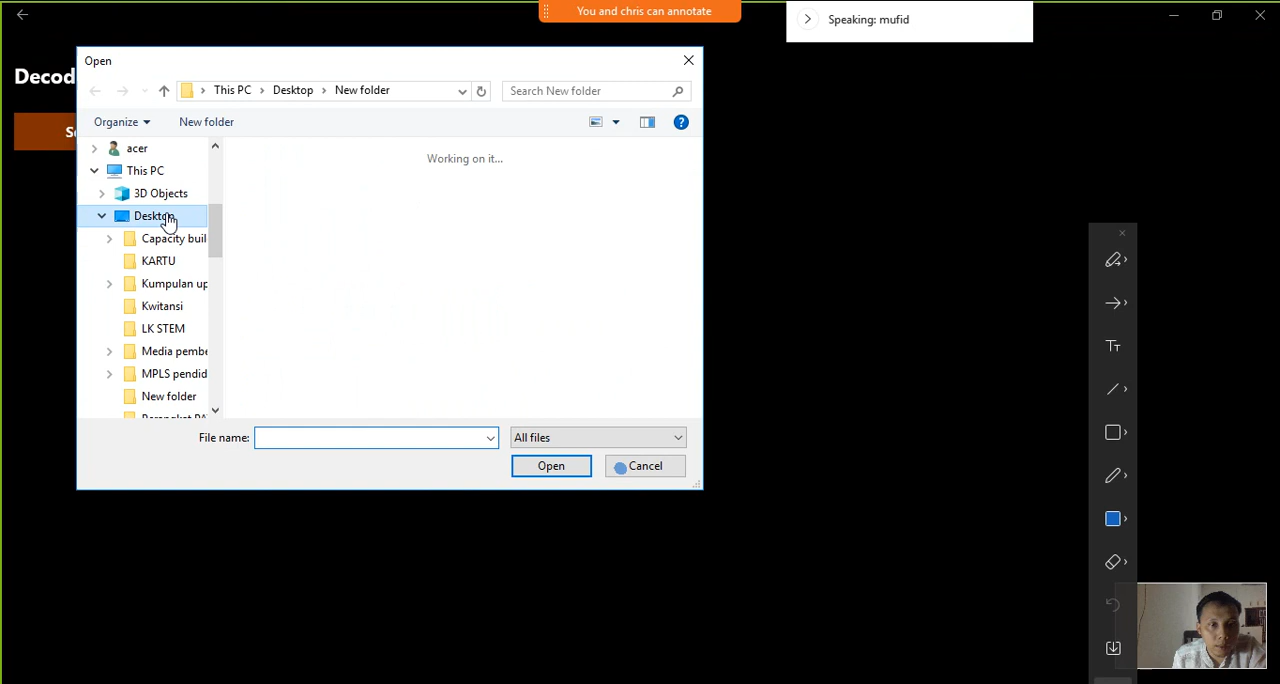 You and chris can annotate
Speaking: mufid
Open
Decod
This PC > Desktop > New folder
Search New folder
Organize
New folder
acer
This PC
3D Objects
Desktop
Capacity buil
KARTU
Kumpulan up
Kwitansi
LK STEM
Media pembe
MPLS pendid
New folder
Working on it...
File name:
All files
Open
Cancel